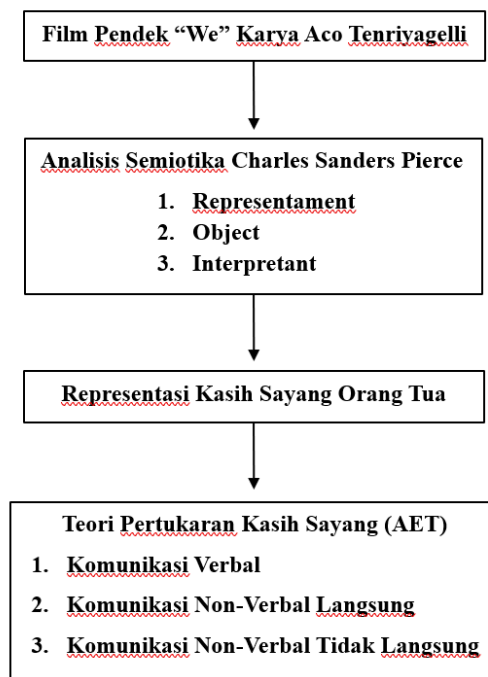 Film Pendek “We” Karya Aco Tenriyagelli
Analisis Semiotika Charles Sanders Pierce
1. Representament
2. Object
3. Interpretant
Representasi Kasih Sayang Orang Tua
Teori Pertukaran Kasih Sayang (AET)
1. Komunikasi Verbal
2. Komunikasi Non-Verbal Langsung
3. Komunikasi Non-Verbal Tidak Langsung